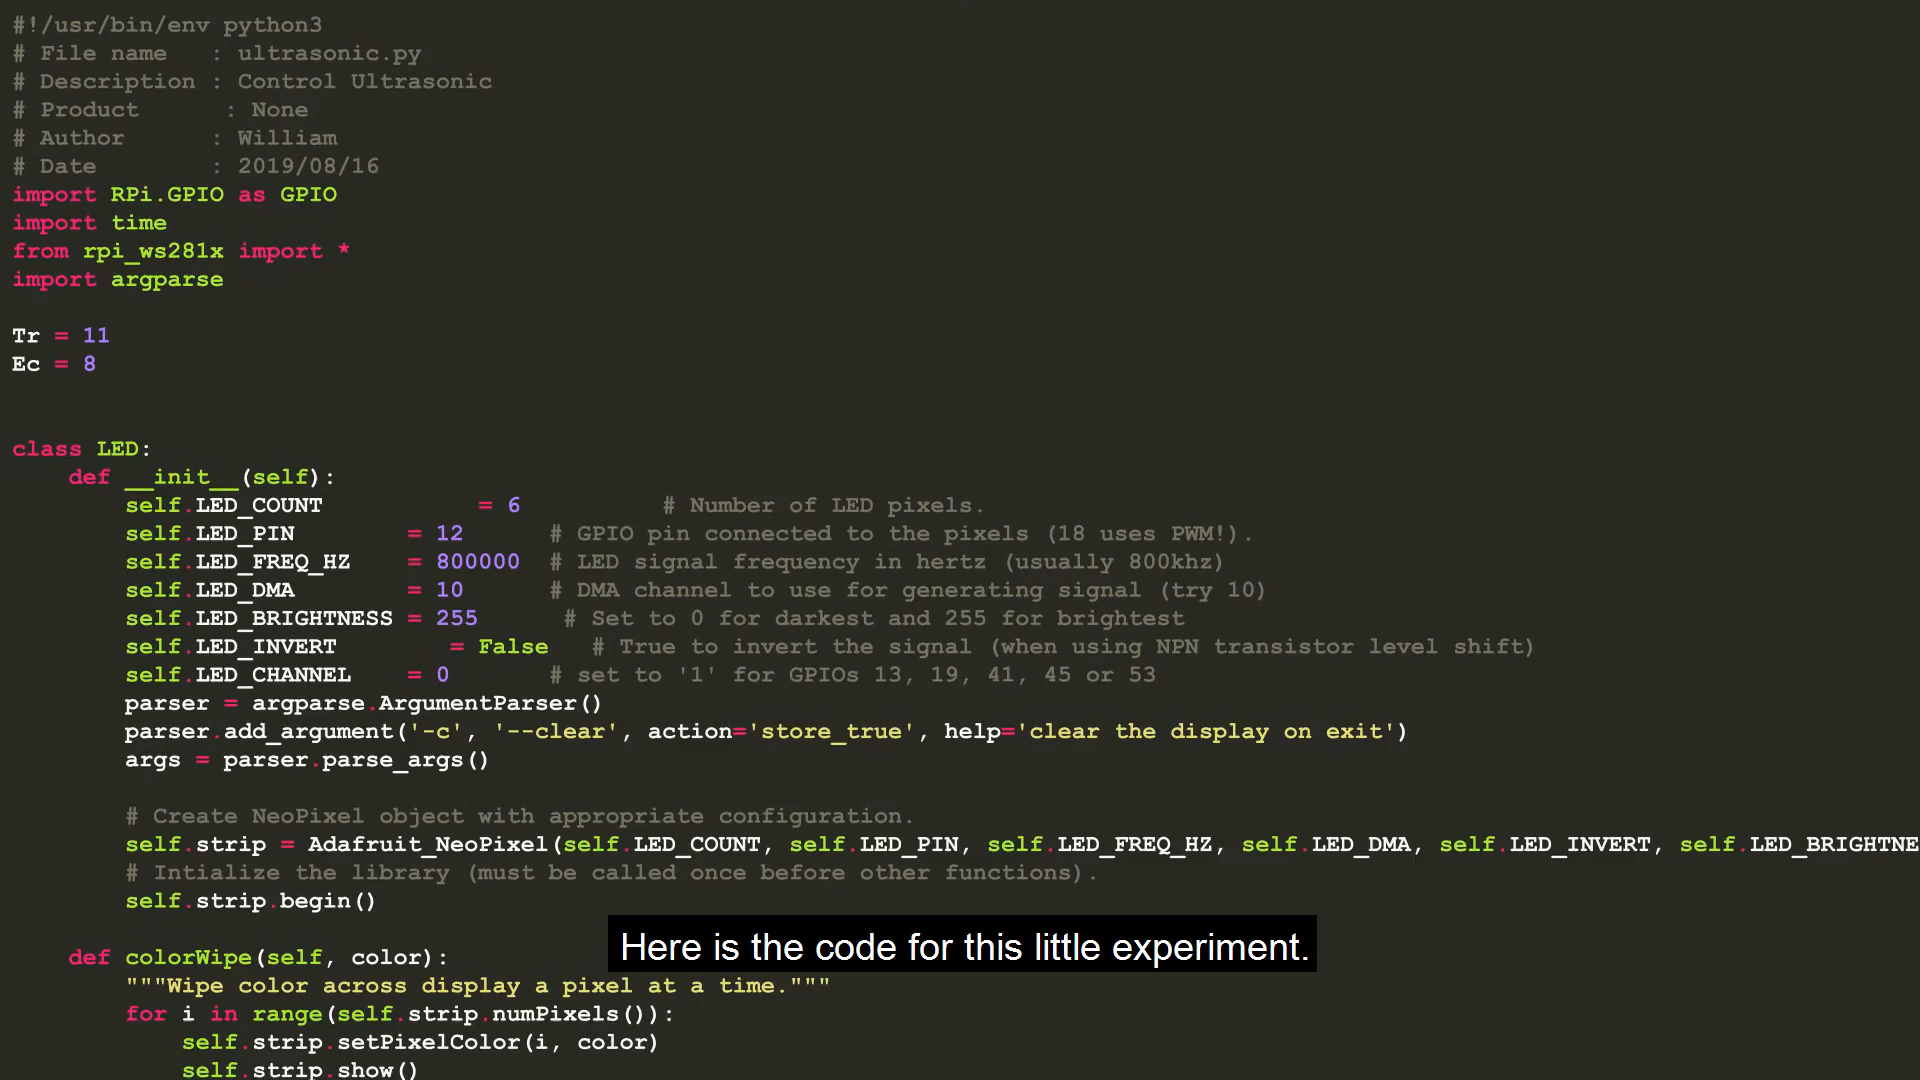 #!/usr/bin/env python3
# File name   : ultrasonic.py
# Description : Control Ultrasonic
# Product      : None
# Author      : William
# Date        : 2019/08/16
import RPi.GPIO as GPIO
import time
from rpi_ws281x import *
import argparse

Tr = 11
Ec = 8

class LED:
    def __init__(self):
        self.LED_COUNT           = 6          # Number of LED pixels.
        self.LED_PIN        = 12      # GPIO pin connected to the pixels (18 uses PWM!).
        self.LED_FREQ_HZ    = 800000  # LED signal frequency in hertz (usually 800khz)
        self.LED_DMA        = 10      # DMA channel to use for generating signal (try 10)
        self.LED_BRIGHTNESS = 255      # Set to 0 for darkest and 255 for brightest
        self.LED_INVERT        = False   # True to invert the signal (when using NPN transistor level shift)
        self.LED_CHANNEL    = 0       # set to '1' for GPIOs 13, 19, 41, 45 or 53
        parser = argparse.ArgumentParser()
        parser.add_argument('-c', '--clear', action='store_true', help='clear the display on exit')
        args = parser.parse_args()

        # Create NeoPixel object with appropriate configuration.
        self.strip = Adafruit_NeoPixel(self.LED_COUNT, self.LED_PIN, self.LED_FREQ_HZ, self.LED_DMA, self.LED_INVERT, self.LED_BRIGHTNE
        # Intialize the library (must be called once before other functions).
        self.strip.begin()

Here is the code for this little experiment.
    def colorWipe(self, color):
        """Wipe color across display a pixel at a time."""
        for i in range(self.strip.numPixels()):
            self.strip.setPixelColor(i, color)
            self.strip.show()